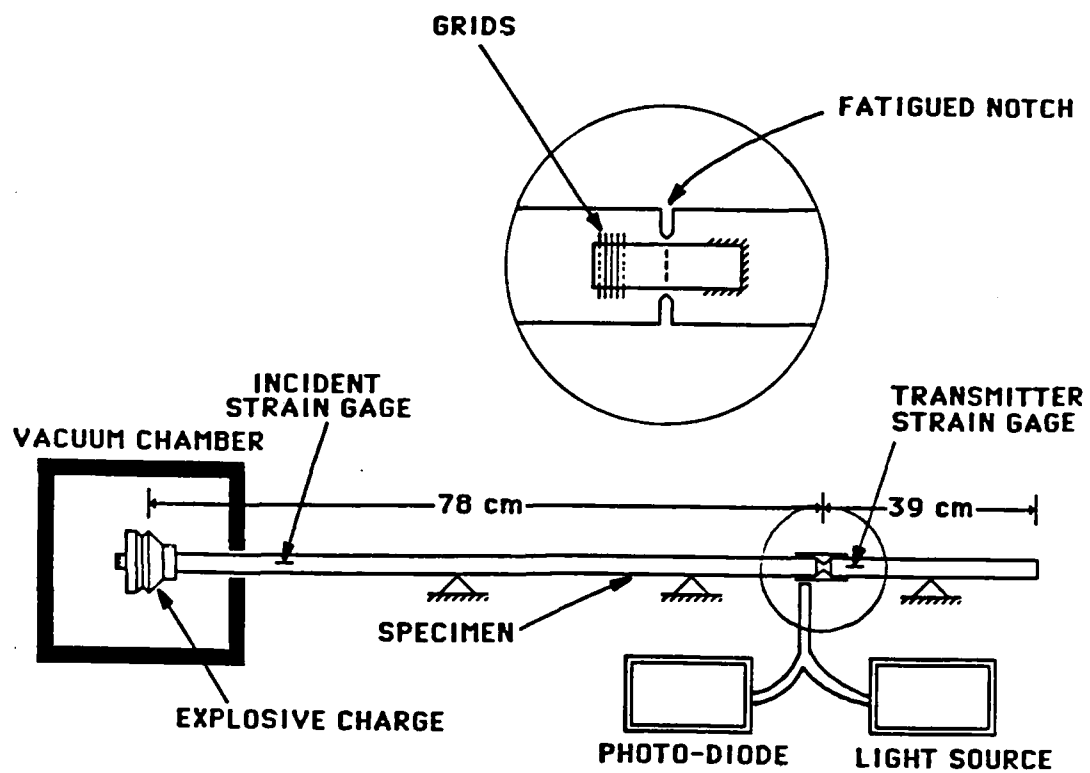 GRIDS
FATIGUED NOTCH
INCIDENT
STRAIN GAGE
TRANSMITTER
STRAIN GAGE
VACUUM CHAMBER
78 cm
39 cm
SPECIMEN
EXPLOSIVE CHARGE
PHOTO-DIODE
LIGHT SOURCE